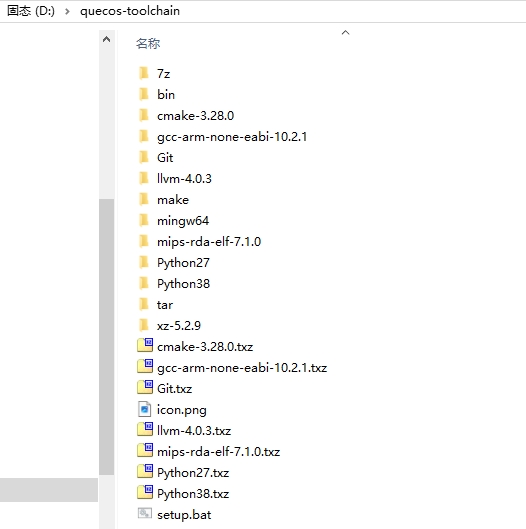 固态 (D:) > quecos-toolchain
名称
7z
bin
cmake-3.28.0
gcc-arm-none-eabi-10.2.1
Git
llvm-4.0.3
make
mingw64
mips-rda-elf-7.1.0
Python27
Python38
tar
xz-5.2.9
cmake-3.28.0.txz
gcc-arm-none-eabi-10.2.1.txz
Git.txz
icon.png
llvm-4.0.3.txz
mips-rda-elf-7.1.0.txz
Python27.txz
Python38.txz
setup.bat